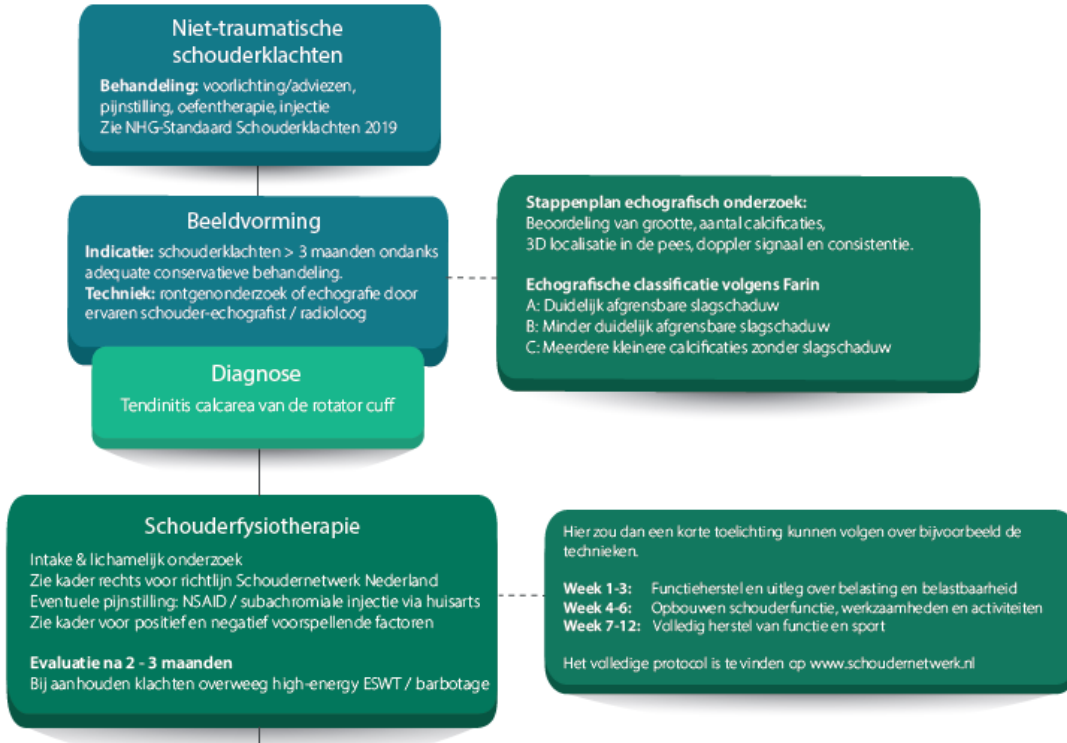 Niet-traumatische
schouderklachten
Behandeling: voorlichting/adviezen,
pijnstilling, oefentherapie, injectie
Zie NHG-Standaard Schouderklachten 2019
Beeldvorming
Indicatie: schouderklachten > 3 maanden ondanks
adequate conservatieve behandeling.
Techniek: rontgenonderzoek of echografie door
ervaren schouder-echografist / radioloog
Stappenplan echografisch onderzoek:
Beoordeling van grootte, aantal calcificaties,
3D localisatie in de pees, doppler signaal en consistentie.
Echografische classificatie volgens Farin
A: Duidelijk afgrensbare slagschaduw
B: Minder duidelijk afgrensbare slagschaduw
C: Meerdere kleinere calcificaties zonder slagschaduw
Diagnose
Tendinitis calcarea van de rotator cuff
Schouderfysiotherapie
Intake & lichamelijk onderzoek
Zie kader rechts voor richtlijn Schoudernetwerk Nederland
Eventuele pijnstilling: NSAID / subachromiale injectie via huisarts
Zie kader voor positief en negatief voorspellende factoren
Evaluatie na 2 - 3 maanden
Bij aanhouden klachten overweeg high-energy ESWT / barbotage
Hier zou dan een korte toelichting kunnen volgen over bijvoorbeeld de
technieken.
Week 1-3: Functieherstel en uitleg over belasting en belastbaarheid
Week 4-6: Opbouwen schouderfunctie, werkzaamheden en activiteiten
Week 7-12: Volledig herstel van functie en sport
Het volledige protocol is te vinden op www.schoudernetwerk.nl